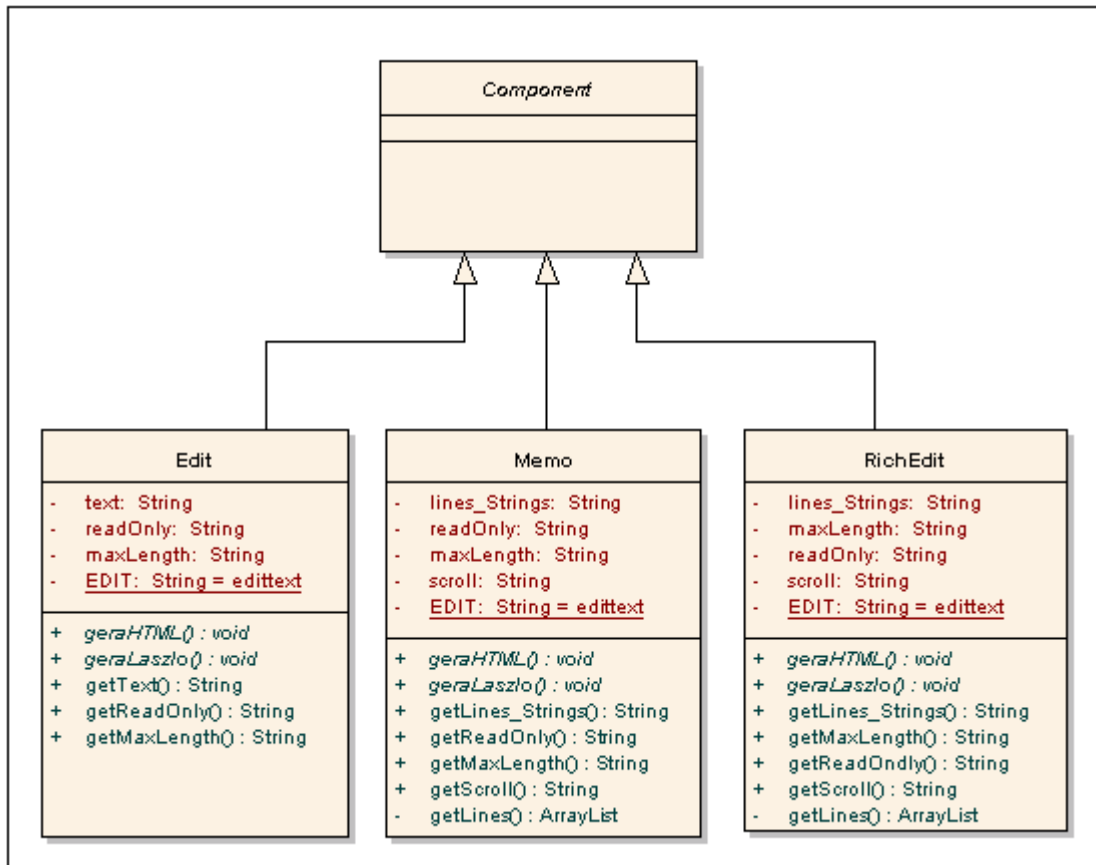 Component
Edit
- text: String
- readOnly: String
- maxLength: String
- EDIT: String = edittext
+ geraHTML() : void
+ geraLaszlo() : void
+ getText() : String
+ getReadOnly() : String
+ getMaxLength() : String
Memo
- lines_Strings: String
- readOnly: String
- maxLength: String
- scroll: String
- EDIT: String = edittext
+ geraHTML() : void
+ geraLaszlo() : void
+ getLines_Strings() : String
+ getReadOnly() : String
+ getMaxLength() : String
+ getScroll() : String
- getLines() : ArrayList
RichEdit
- lines_Strings: String
- maxLength: String
- readOnly: String
- scroll: String
- EDIT: String = edittext
+ geraHTML() : void
+ geraLaszlo() : void
+ getLines_Strings() : String
+ getMaxLength() : String
+ getReadOndly() : String
+ getScroll() : String
- getLines() : ArrayList